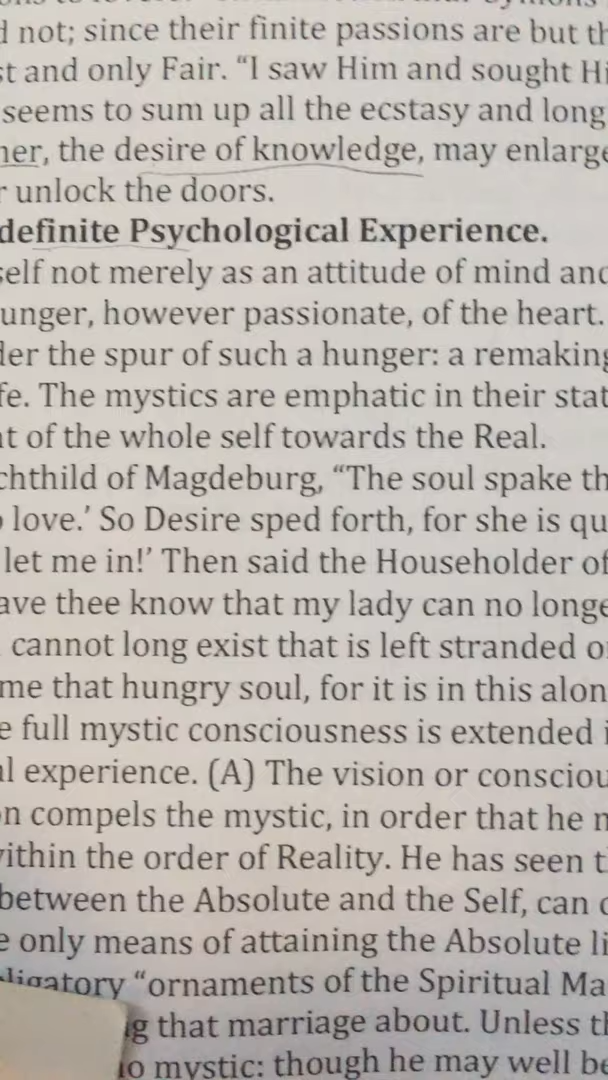 not; since their finite passions are but
and only Fair. “I saw Him and sought
seems to sum up all the ecstasy and long
her, the desire of knowledge, may enlarge
unlock the doors.
definite Psychological Experience.
self not merely as an attitude of mind and
unger, however passionate, of the heart.
der the spur of such a hunger: a remaking
fe. The mystics are emphatic in their stat
of the whole self towards the Real.
chthild of Magdeburg, “The soul spake th
love.’ So Desire sped forth, for she is qu
let me in!’ Then said the Householder of
ave thee know that my lady can no longe
cannot long exist that is left stranded
me that hungry soul, for it is in this alon
full mystic consciousness is extended
al experience. (A) The vision or consciou
on compels the mystic, in order that he
within the order of Reality. He has seen
between the Absolute and the Self, can
only means of attaining the Absolute li
ligatory “ornaments of the Spiritual Ma
g that marriage about. Unless
mystic: though he may well be